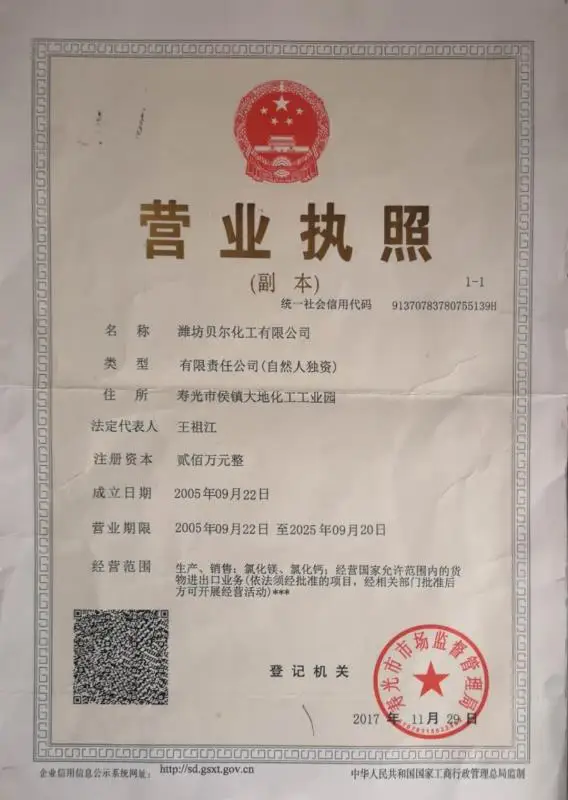 营业执照
(副 本)
1-1
统一社会信用代码 91370783780755139H
名 称 潍坊贝尔化工有限公司
类 型 有限责任公司(自然人独资)
住 所 寿光市侯镇大地化工工业园
法定代表人 王祖江
注册资本 贰佰万元整
成立日期 2005年09月22日
营业期限 2005年09月22日 至2025年09月20日
经营范围 生产、销售：氯化镁、氯化钙；经营国家允许范围内的货
物进出口业务(依法须经批准的项目，经相关部门批准后
方可开展经营活动)***
登记机关
寿光市市场监督管理局
2017 年 11月 29日
企业信用信息公示系统网址： http://sd.gsxt.gov.cn
中华人民共和国国家工商行政管理总局监制